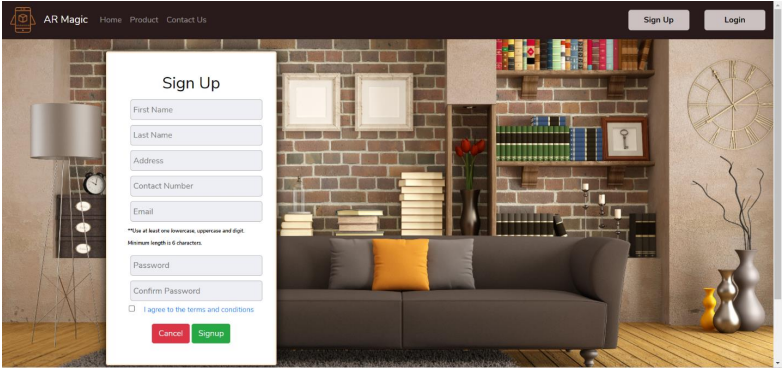 AR Magic Home Product Contact Us Sign Up Login
Sign Up
First Name
Last Name
Address
Contact Number
Email
**Use at least one lowercase, uppercase and digit.
Minimum length is 6 characters.
Password
Confirm Password
I agree to the terms and conditions
Cancel Signup